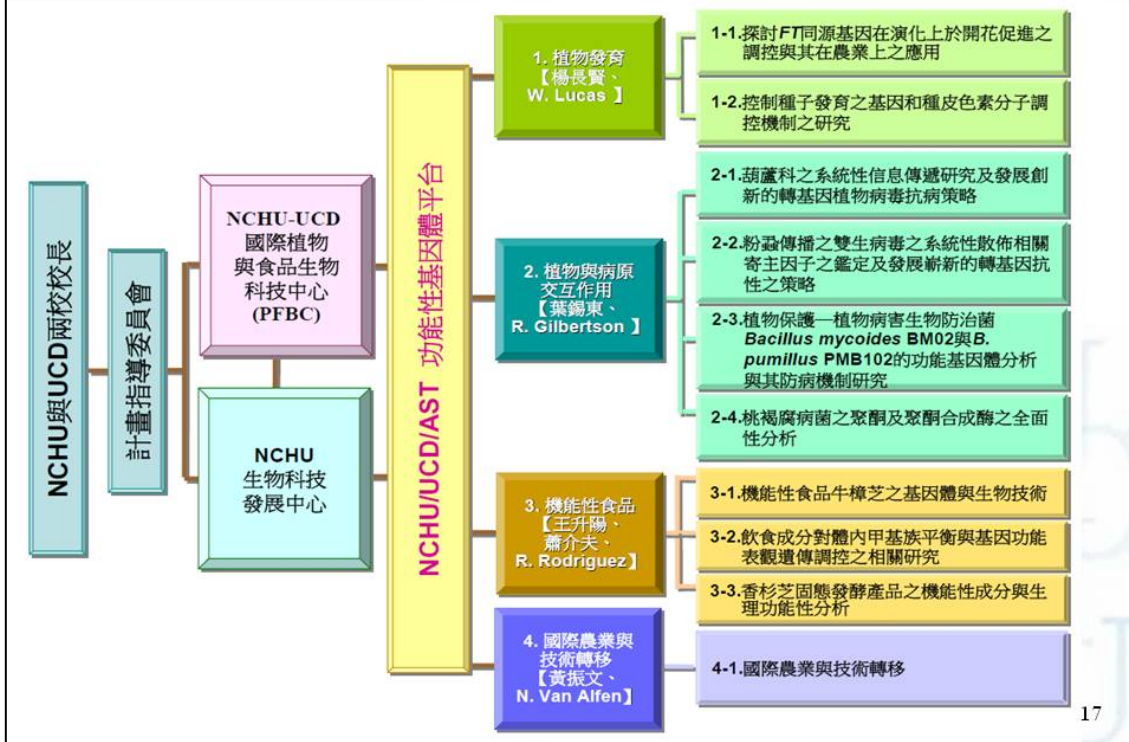 NCHU與UCD兩校校長
計畫指導委員會
NCHU-UCD
國際植物
與食品生物
科技中心
(PFBC)
NCHU
生物科技
發展中心
NCHU/UCD/AST 功能性基因體平台
1. 植物發育
【楊長賢、
W. Lucas 】
1-1.探討FT同源基因在演化上於開花促進之
調控與其在農業上之應用
1-2.控制種子發育之基因和種皮色素分子調
控機制之研究
2. 植物與病原
交互作用
【葉錫東、
R. Gilbertson 】
2-1.葫蘆科之系統性信息傳遞研究及發展創
新的轉基因植物病毒抗病策略
2-2.粉蝨傳播之雙生病毒之系統性散佈相關
寄主因子之鑑定及發展嶄新的轉基因抗
性之策略
2-3.植物保護—植物病害生物防治菌
Bacillus mycoides BM02與B.
pumillus PMB102的功能基因體分析
與其防病機制研究
2-4.桃褐腐病菌之聚酮及聚酮合成酶之全面
性分析
3. 機能性食品
【王升陽、
蕭介夫、
R. Rodriguez】
3-1.機能性食品牛樟芝之基因體與生物技術
3-2.飲食成分對體內甲基族平衡與基因功能
表觀遺傳調控之相關研究
3-3.香杉芝固態發酵產品之機能性成分與生
理功能性分析
4. 國際農業與
技術轉移
【黃振文、
N. Van Alfen】
4-1.國際農業與技術轉移
17